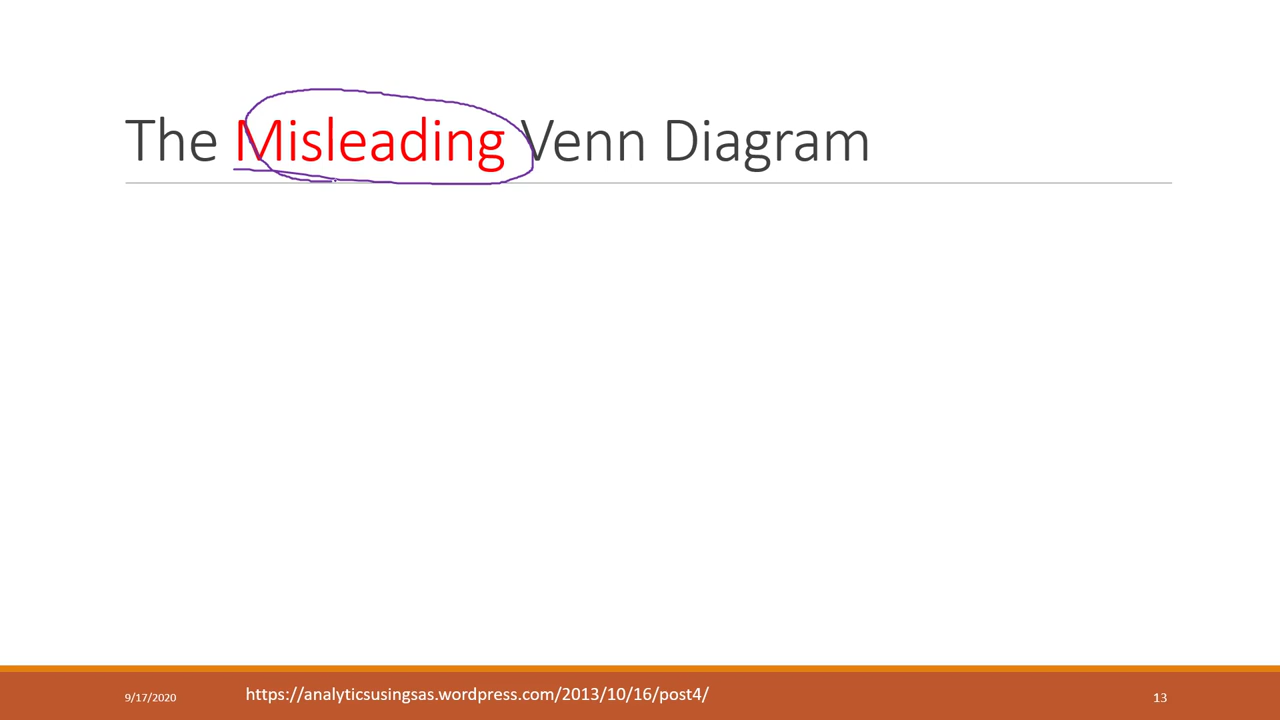 The Misleading Venn Diagram
9/17/2020
https://analyticsusingsas.wordpress.com/2013/10/16/post4/
13